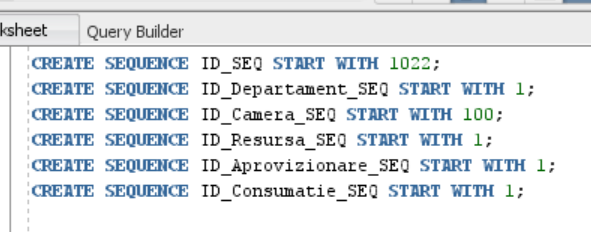 ksheet Query Builder
CREATE SEQUENCE ID_SEQ START WITH 1022;
CREATE SEQUENCE ID_Departament_SEQ START WITH 1;
CREATE SEQUENCE ID_Camera_SEQ START WITH 100;
CREATE SEQUENCE ID_Resursa_SEQ START WITH 1;
CREATE SEQUENCE ID_Aprovizionare_SEQ START WITH 1;
CREATE SEQUENCE ID_Consumatie_SEQ START WITH 1;